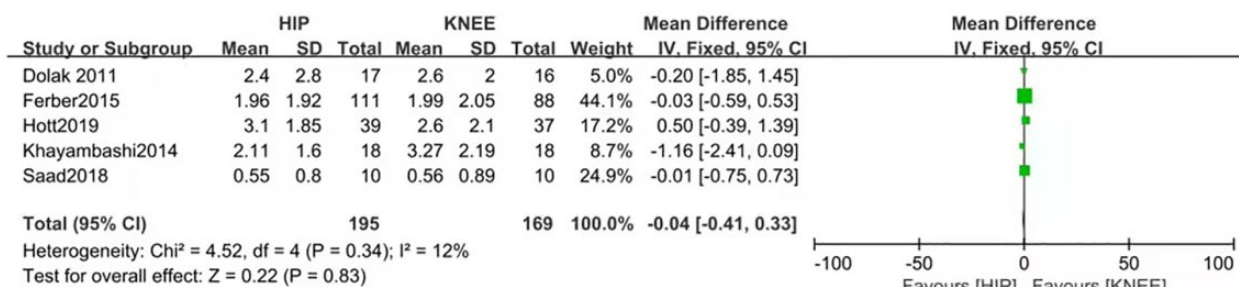 HIP KNEE Mean Difference Mean Difference
Study or Subgroup Mean SD Total Mean SD Total Weight IV, Fixed, 95% CI IV, Fixed, 95% CI
Dolak 2011 2.4 2.8 17 2.6 2 16 5.0% -0.20 [-1.85, 1.45]
Ferber2015 1.96 1.92 111 1.99 2.05 88 44.1% -0.03 [-0.59, 0.53]
Hott2019 3.1 1.85 39 2.6 2.1 37 17.2% 0.50 [-0.39, 1.39]
Khayambashi2014 2.11 1.6 18 3.27 2.19 18 8.7% -1.16 [-2.41, 0.09]
Saad2018 0.55 0.8 10 0.56 0.89 10 24.9% -0.01 [-0.75, 0.73]
Total (95% CI) 195 169 100.0% -0.04 [-0.41, 0.33]
Heterogeneity: Chi² = 4.52, df = 4 (P = 0.34); I² = 12%
Test for overall effect: Z = 0.22 (P = 0.83)
-100 -50 0 50 100
Favours [HIP] Favours [KNEE]